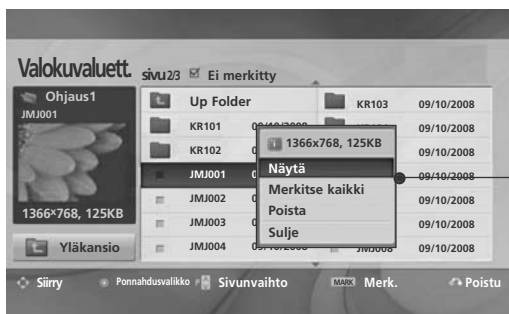 Valokuvaluett. sivu 2/3 Ei merkitty
Ohjaus1
JMJ001
1366x768, 125KB
Yläkansio
Up Folder
KR101
KR102
JMJ001
JMJ002
JMJ003
JMJ004
KR103 09/10/2008
09/10/2008
09/10/2008
09/10/2008
09/10/2008
09/10/2008
JMJ008 09/10/2008
1366x768, 125KB
Näytä
Merkitse kaikki
Poista
Sulje
Siirry Ponnahdusvalikko P Sivunvaihto MARK Merk. Poistu